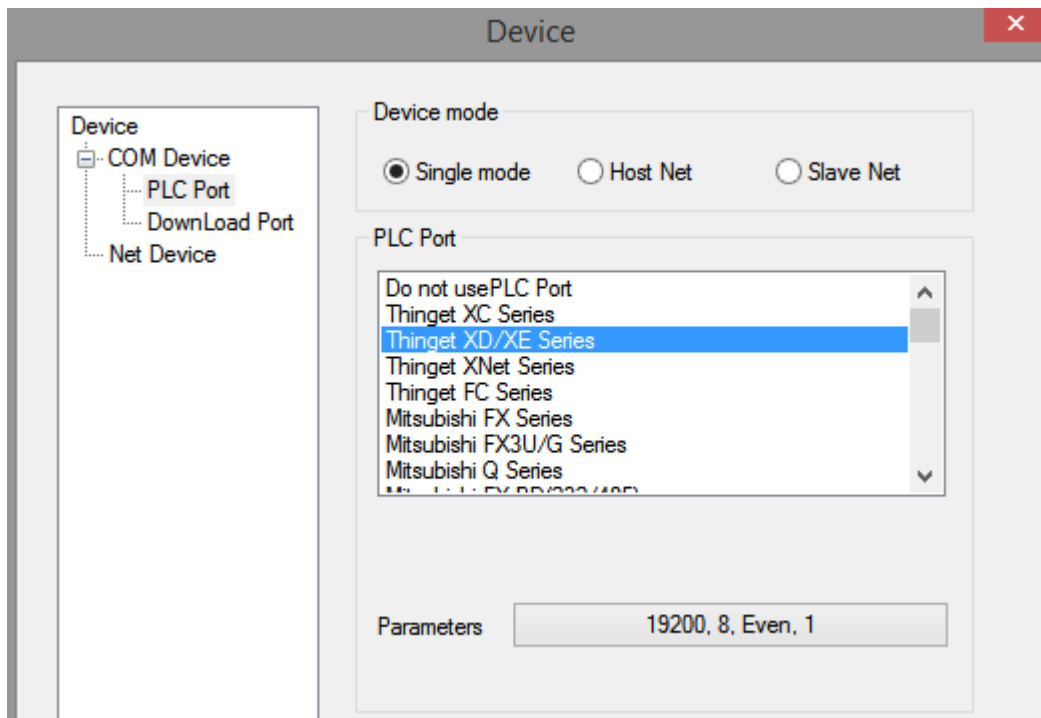 Device
Device
COM Device
PLC Port
DownLoad Port
Net Device
Device mode
Single mode
Host Net
Slave Net
PLC Port
Do not usePLC Port
Thinget XC Series
Thinget XD/XE Series
Thinget XNet Series
Thinget FC Series
Mitsubishi FX Series
Mitsubishi FX3U/G Series
Mitsubishi Q Series
Parameters
19200, 8, Even, 1